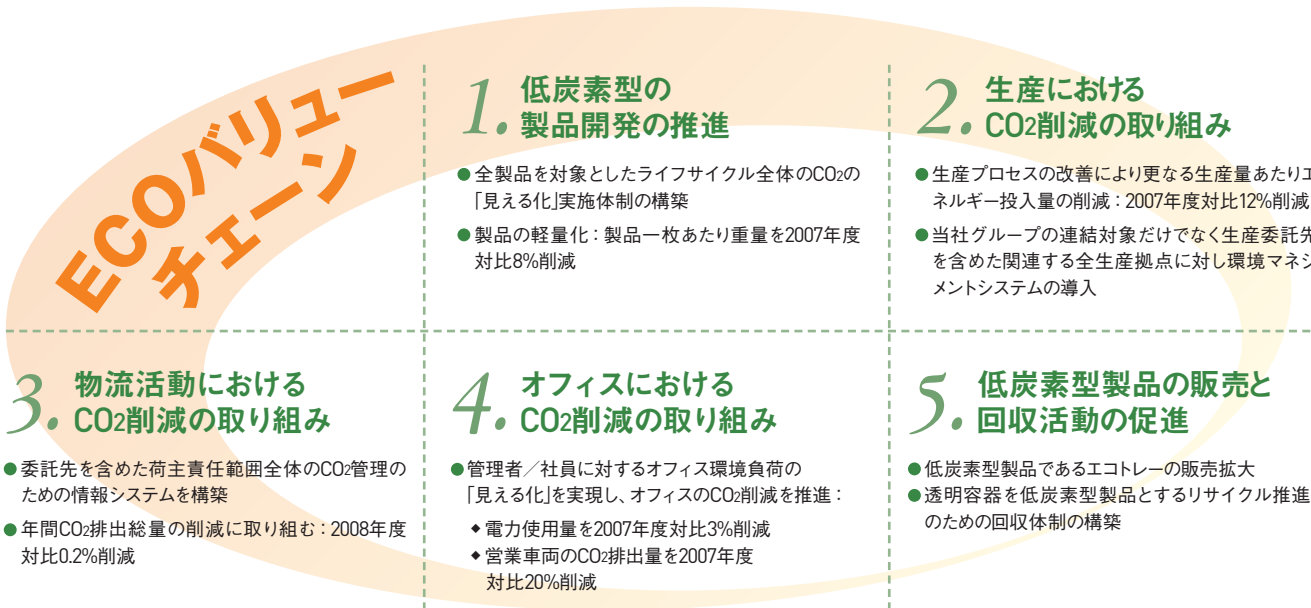 ECOバリュー
チェーン
1. 低炭素型の
製品開発の推進
●全製品を対象としたライフサイクル全体のCO2の
「見える化」実施体制の構築
●製品の軽量化：製品一枚あたり重量を2007年度
対比8%削減
2. 生産における
CO2削減の取り組み
●生産プロセスの改善により更なる生産量あたりエ
ネルギー投入量の削減：2007年度対比12%削減
●当社グループの連結対象だけでなく生産委託先
を含めた関連する全生産拠点に対し環境マネジ
メントシステムの導入
3. 物流活動における
CO2削減の取り組み
●委託先を含めた荷主責任範囲全体のCO2管理の
ための情報システムを構築
●年間CO2排出総量の削減に取り組む：2008年度
対比0.2%削減
4. オフィスにおける
CO2削減の取り組み
●管理者／社員に対するオフィス環境負荷の
「見える化」を実現し、オフィスのCO2削減を推進：
◆電力使用量を2007年度対比3%削減
◆営業車両のCO2排出量を2007年度
対比20%削減
5. 低炭素型製品の販売と
回収活動の促進
●低炭素型製品であるエコトレーの販売拡大
●透明容器を低炭素型製品とするリサイクル推進
のための回収体制の構築